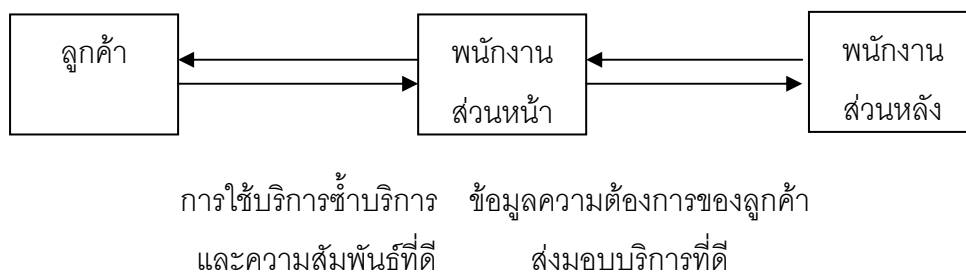 ลูกค้า
พนักงาน
ส่วนหน้า
พนักงาน
ส่วนหลัง
การใช้บริการซ้ำบริการ
และความสัมพันธ์ที่ดี
ข้อมูลความต้องการของลูกค้า
ส่งมอบบริการที่ดี